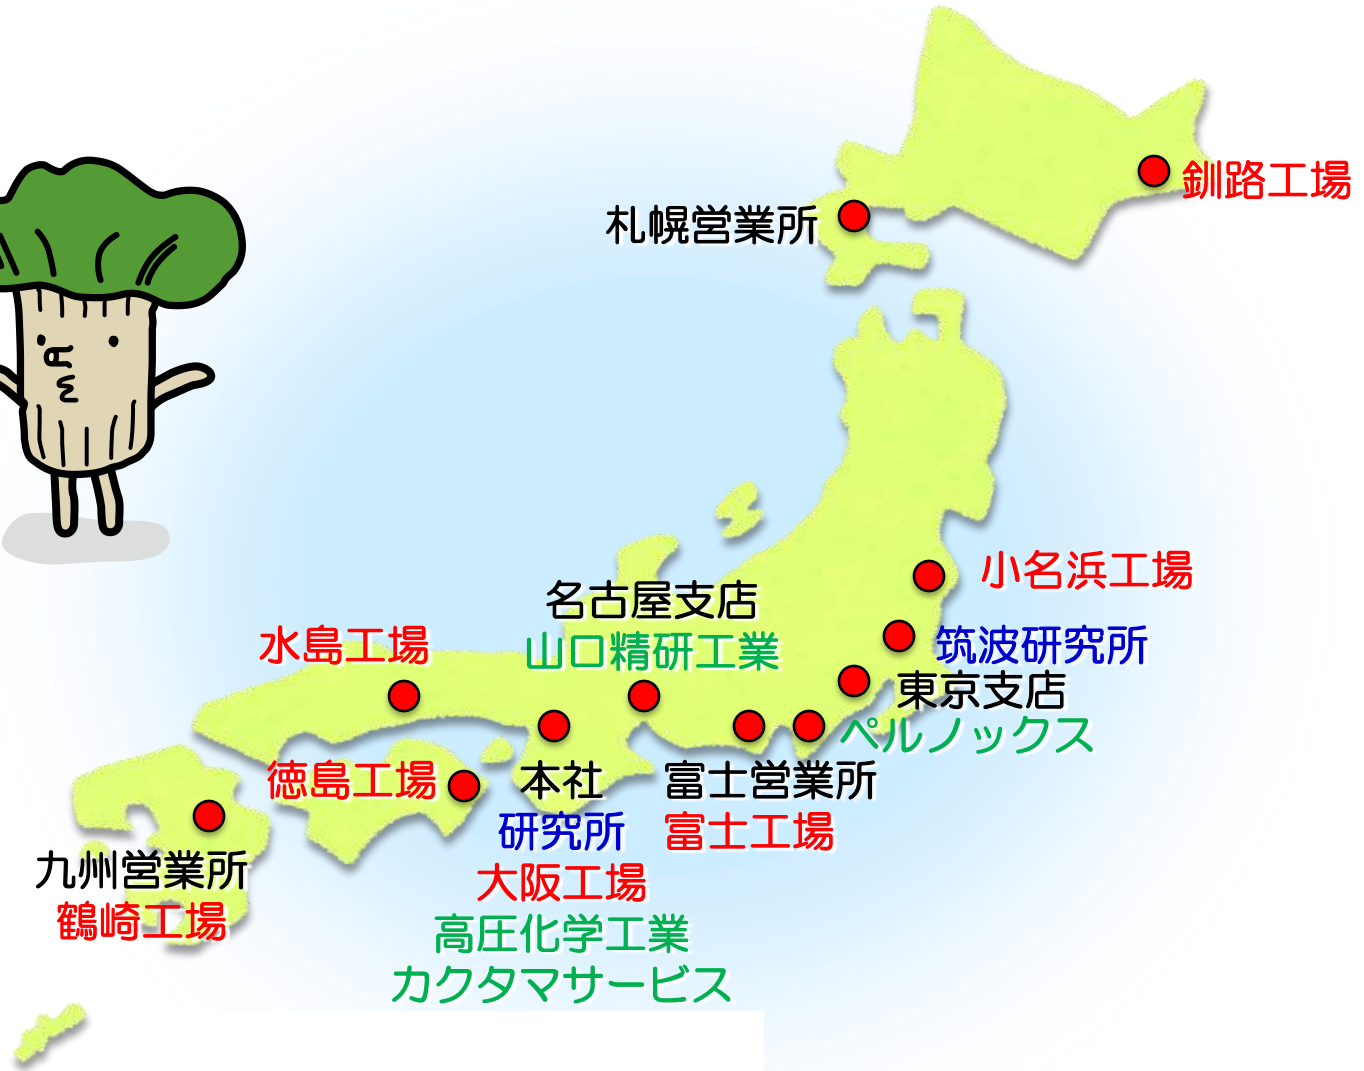 釧路工場
札幌営業所
小名浜工場
名古屋支店
山口精研工業
水島工場
筑波研究所
東京支店
ペルノックス
徳島工場
本社
研究所
大阪工場
高圧化学工業
カクタマサービス
富士営業所
富士工場
九州営業所
鶴崎工場